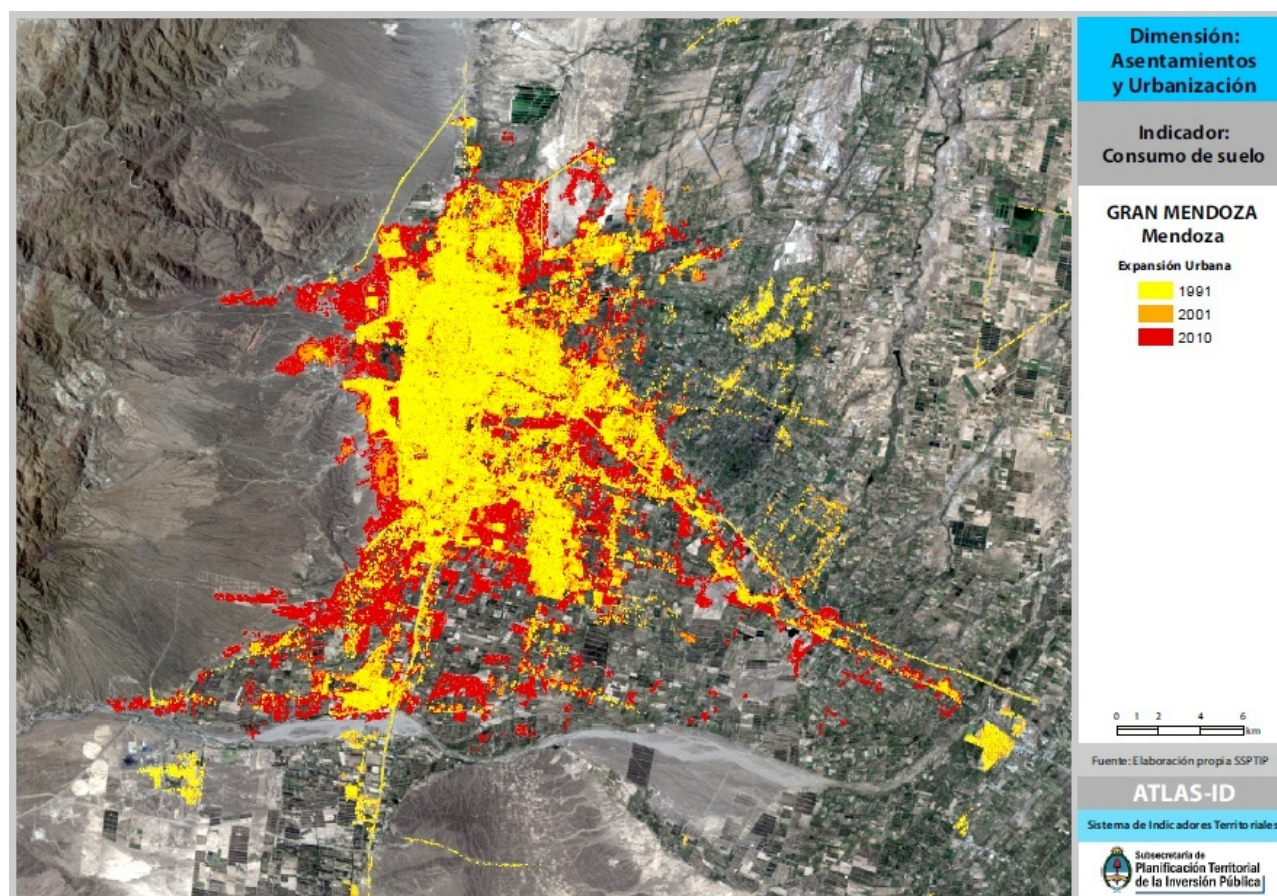 Dimensión:
Asentamientos
y Urbanización
Indicador:
Consumo de suelo
GRAN MENDOZA
Mendoza
Expansión Urbana
1991
2001
2010
0 1 2 4 6
km
Fuente: Elaboración propia SSPTIP
ATLAS-ID
Sistema de Indicadores Territoriales
Subsecretaría de
Planificación Territorial
de la Inversión Pública